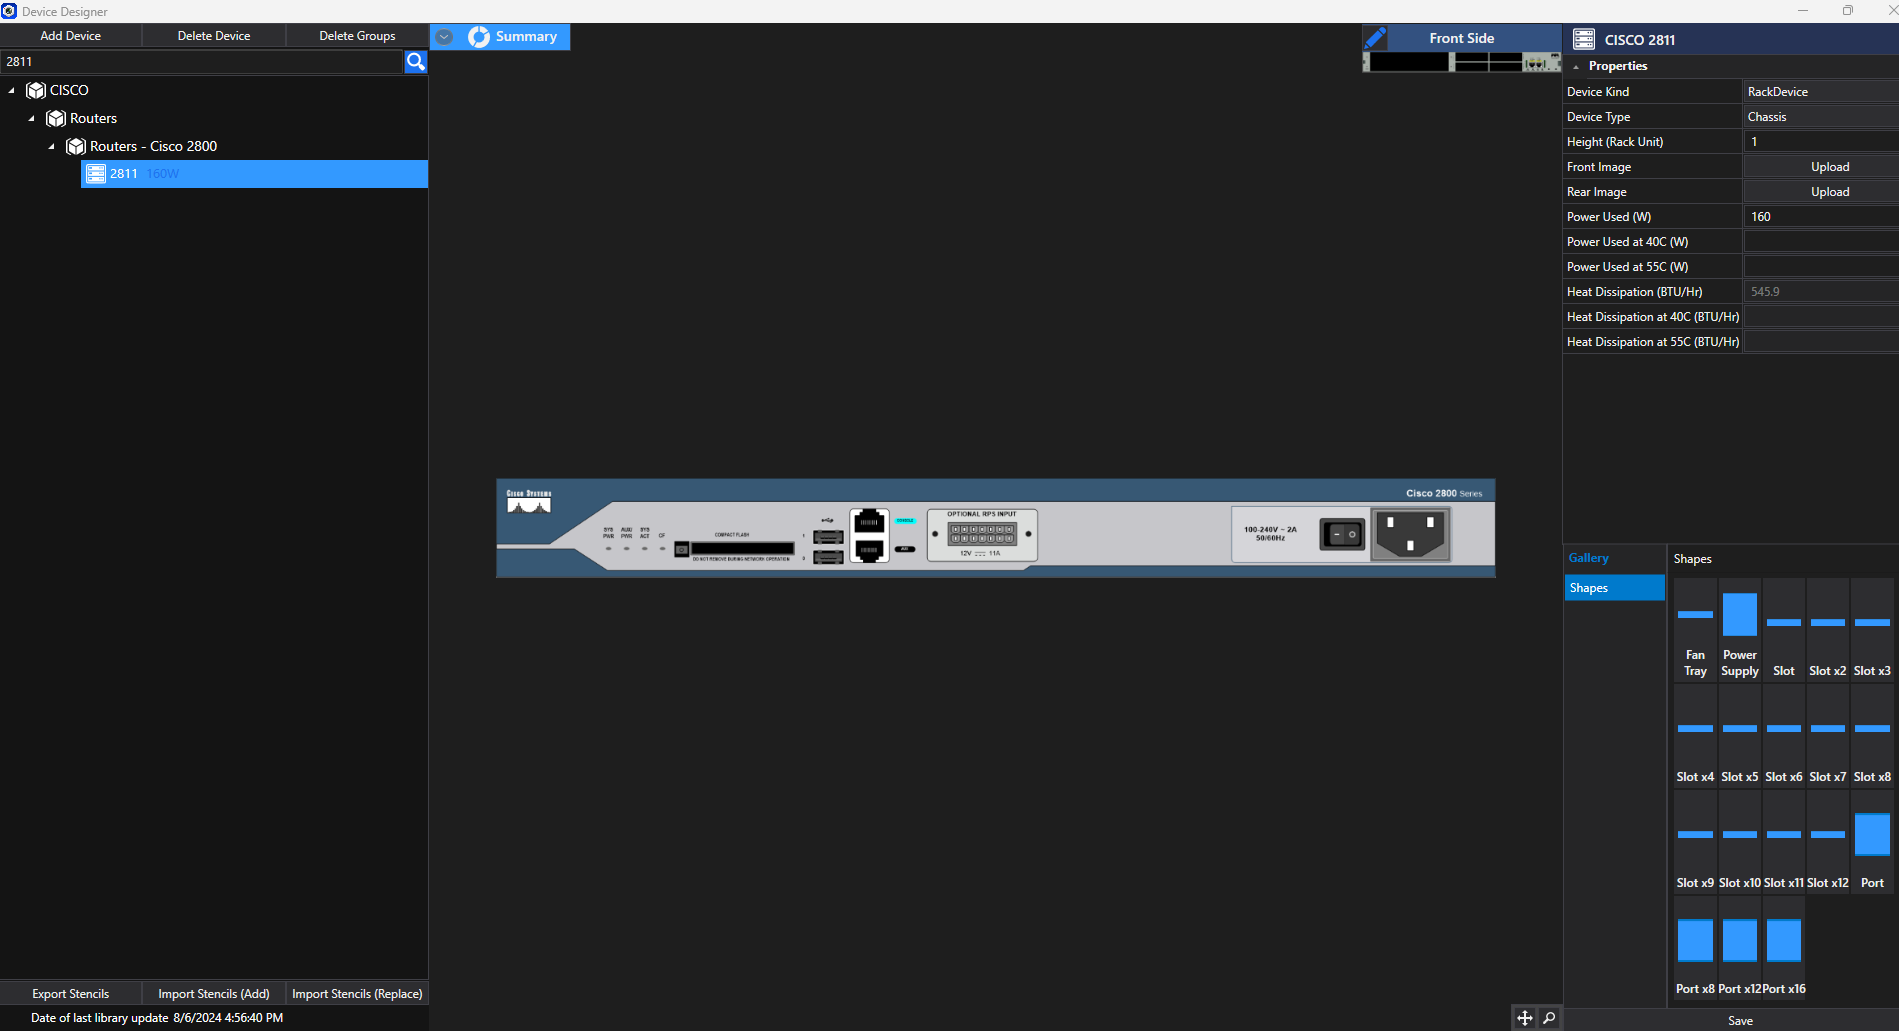 Device Designer
Add Device
Delete Device
Delete Groups
Summary
Front Side
CISCO 2811
2811
Properties
CISCO
Routers
Routers - Cisco 2800
2811 160W
Device Kind RackDevice
Device Type Chassis
Height (Rack Unit) 1
Front Image Upload
Rear Image Upload
Power Used (W) 160
Power Used at 40C (W)
Power Used at 55C (W)
Heat Dissipation (BTU/Hr) 545.9
Heat Dissipation at 40C (BTU/Hr)
Heat Dissipation at 55C (BTU/Hr)
CISCO SYSTEMS
Cisco 2800 Series
SYS PWR
AUX/ PWR
SYS ACT
CF
COMPACT FLASH
DO NOT REMOVE DURING NETWORK OPERATION
1
0
CONSOLE
AUX
OPTIONAL RPS INPUT
12V 11A
100-240V ~ 2A
50/60Hz
Gallery
Shapes
Shapes
Fan Tray
Power Supply
Slot
Slot x2
Slot x3
Slot x4
Slot x5
Slot x6
Slot x7
Slot x8
Slot x9
Slot x10
Slot x11
Slot x12
Port
Port x8
Port x12
Port x16
Export Stencils
Import Stencils (Add)
Import Stencils (Replace)
Date of last library update 8/6/2024 4:56:40 PM
Save